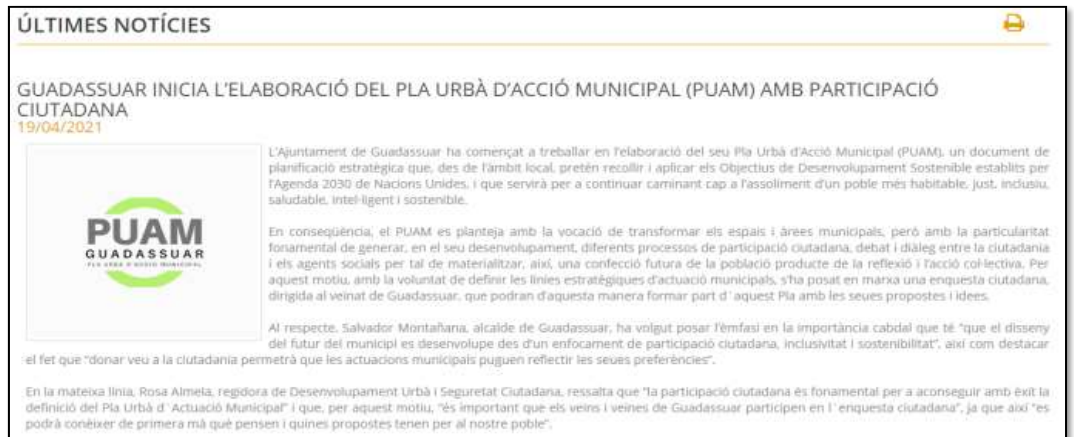 ÚLTIMES NOTÍCIES
GUADASSUAR INICIA L'ELABORACIÓ DEL PLA URBÀ D'ACCIÓ MUNICIPAL (PUAM) AMB PARTICIPACIÓ
CIUTADANA
19/04/2021
PUAM
GUADASSUAR
PLA URBÀ D'ACCIÓ MUNICIPAL
L'Ajuntament de Guadassuar ha començat a treballar en l'elaboració del seu Pla Urbà d'Acció Municipal (PUAM), un document de
planificació estratègica que, des de l'àmbit local, pretén recollir i aplicar els Objectius de Desenvolupament Sostenible establits per
l'Agenda 2030 de Nacions Unides, i que servirà per a continuar caminant cap a l'assoliment d'un poble més habitable, just, inclusiu,
saludable, intel·ligent i sostenible.
En conseqüència, el PUAM es planteja amb la vocació de transformar els espais i àrees municipals, però amb la particularitat
fonamental de generar, en el seu desenvolupament, diferents processos de participació ciutadana, debat i diàleg entre la ciutadania
i els agents socials per tal de materialitzar, així, una confecció futura de la població producte de la reflexió i l'acció col·lectiva. Per
aquest motiu, amb la voluntat de definir les línies estratègiques d'actuació municipals, s'ha posat en marxa una enquesta ciutadana,
dirigida al veïnat de Guadassuar, que podran d'aquesta manera formar part d´aquest Pla amb les seues propostes i idees.
Al respecte, Salvador Montañana, alcalde de Guadassuar, ha volgut posar l'èmfasi en la importància cabdal que té "que el disseny
del futur del municipi es desenvolupe des d'un enfocament de participació ciutadana, inclusivitat i sostenibilitat", així com destacar
el fet que "donar veu a la ciutadania permetrà que les actuacions municipals puguen reflectir les seues preferències".
En la mateixa línia, Rosa Almela, regidora de Desenvolupament Urbà i Seguretat Ciutadana, ressalta que "la participació ciutadana és fonamental per a aconseguir amb èxit la
definició del Pla Urbà d´Actuació Municipal" i que, per aquest motiu, "és important que els veïns i veïnes de Guadassuar participen en l´enquesta ciutadana", ja que així "es
podrà conèixer de primera mà què pensen i quines propostes tenen per al nostre poble".